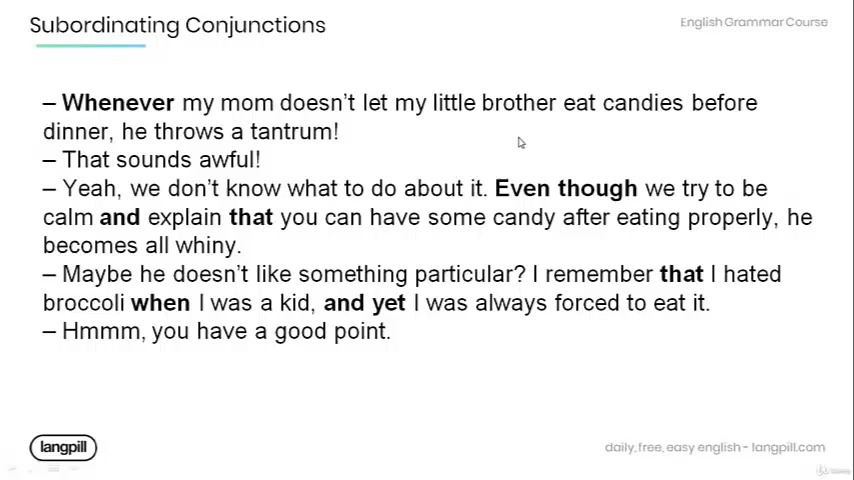 Subordinating Conjunctions
English Grammar Course
– Whenever my mom doesn't let my little brother eat candies before
dinner, he throws a tantrum!
– That sounds awful!
– Yeah, we don't know what to do about it. Even though we try to be
calm and explain that you can have some candy after eating properly, he
becomes all whiny.
– Maybe he doesn't like something particular? I remember that I hated
broccoli when I was a kid, and yet I was always forced to eat it.
– Hmmm, you have a good point.
langpill
daily, free, easy english - langpill.com